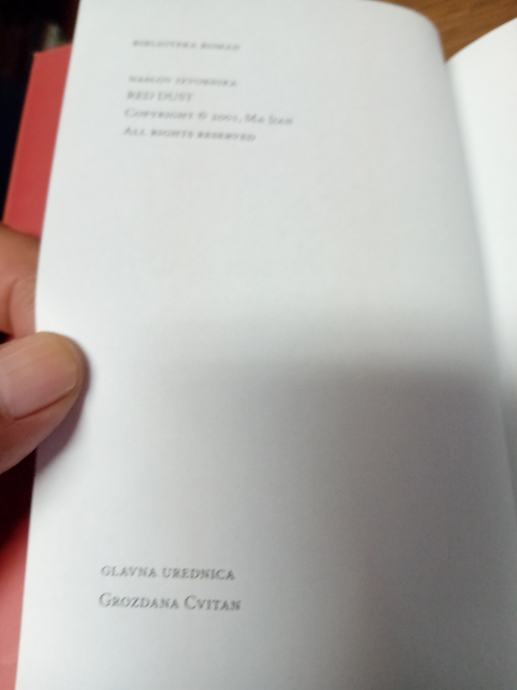 BIBLIOTEKA ROMAN
NASLOV IZVORNIKA
RED DUST
COPYRIGHT © 2001, MA JIAN
ALL RIGHTS RESERVED
GLAVNA UREDNICA
GROZDANA CVITAN